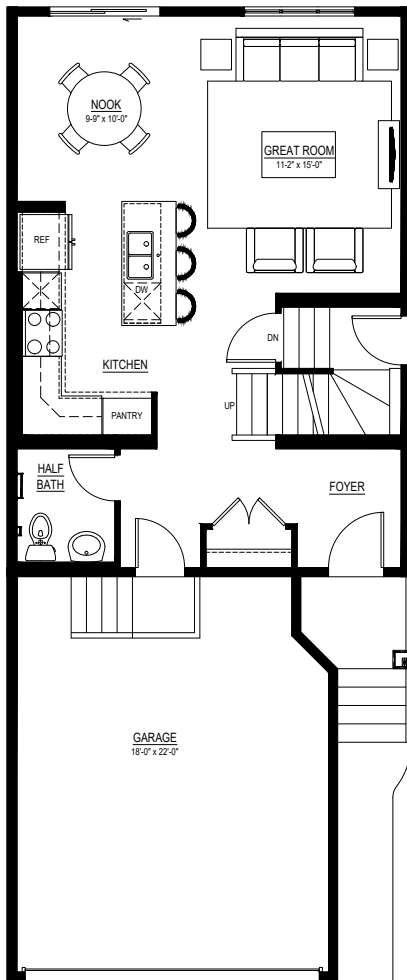 NOOK
9'-9" x 10'-0"
GREAT ROOM
11'-2" x 15'-0"
REF
DW
DN
KITCHEN
UP
PANTRY
HALF
BATH
FOYER
GARAGE
18'-0" x 22'-0"